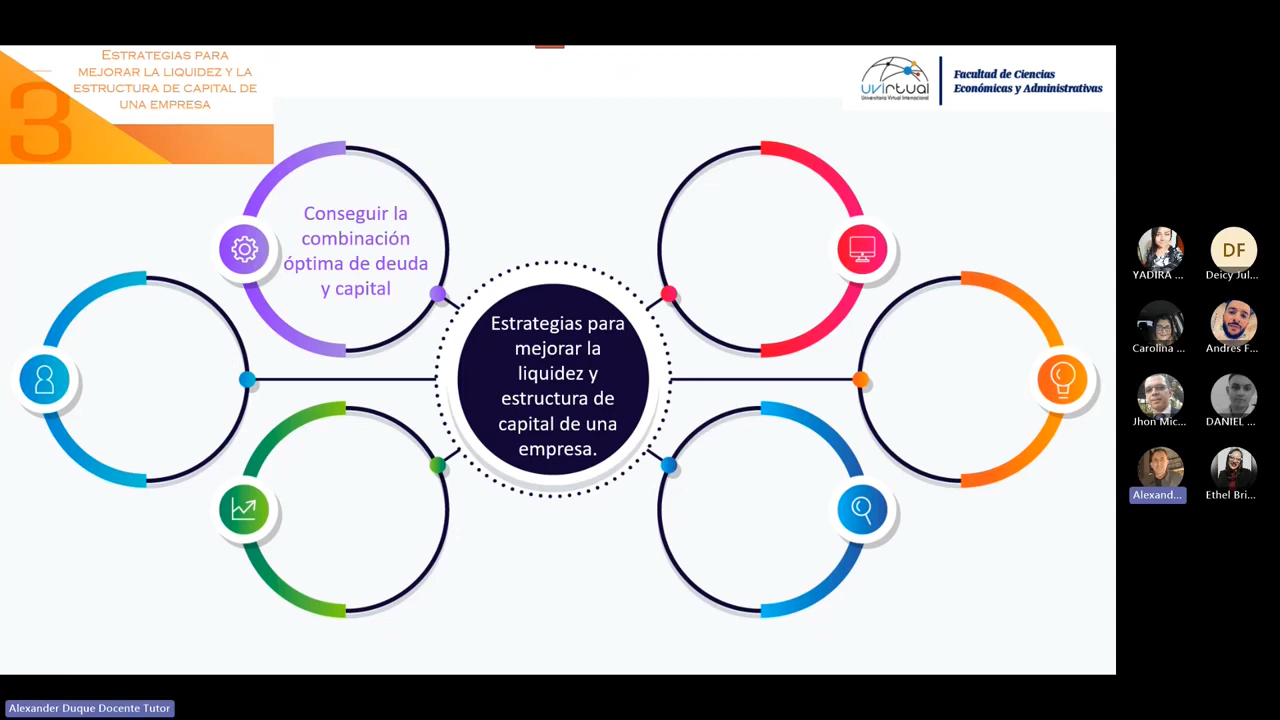 ESTRATEGIAS PARA
MEJORAR LA LIQUIDEZ Y LA
ESTRUCTURA DE CAPITAL DE
UNA EMPRESA
3
uvirtual
Universitaria Virtual Internacional
Facultad de Ciencias
Económicas y Administrativas
Conseguir la
combinación
óptima de deuda
y capital
Estrategias para
mejorar la
liquidez y
estructura de
capital de una
empresa.
YADIRA ...
DF
Deicy Jul...
Carolina ...
Andres F...
Jhon Mic...
DANIEL ...
Alexand...
Ethel Bri...
Alexander Duque Docente Tutor